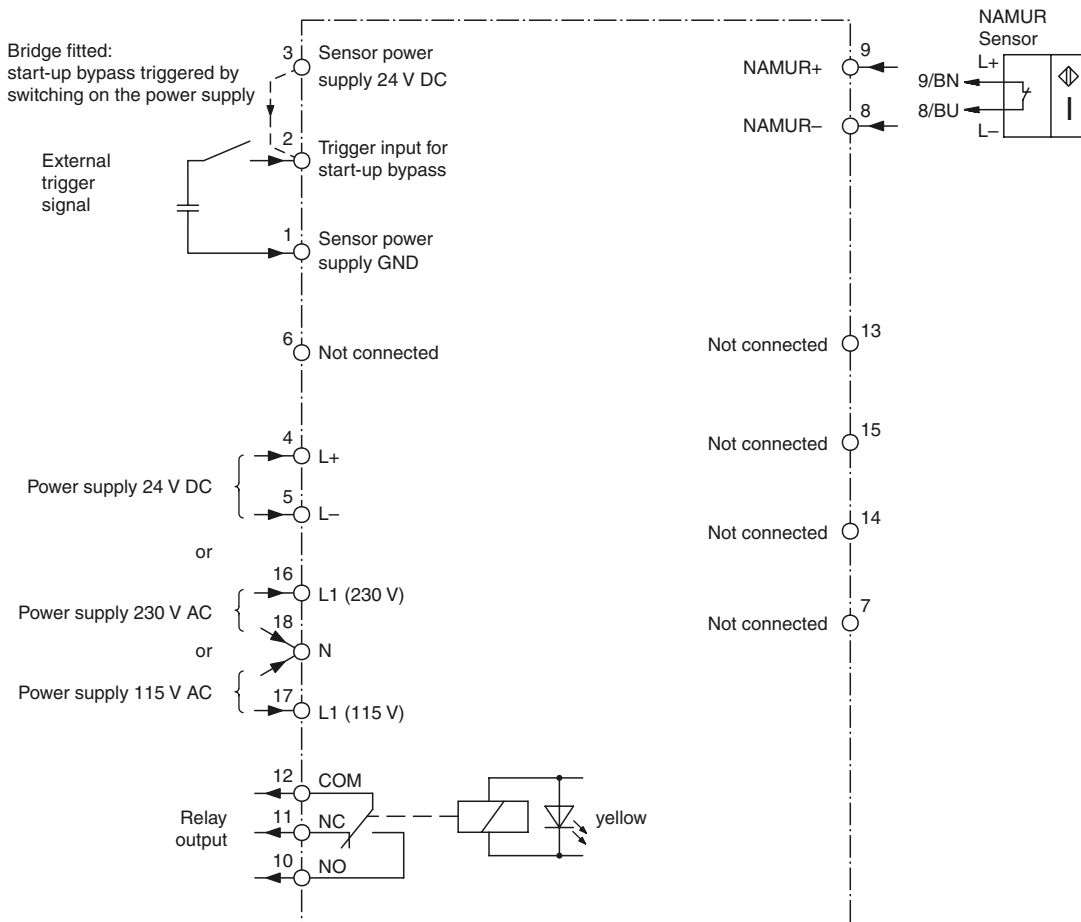 Bridge fitted:
start-up bypass triggered by
switching on the power supply
3
Sensor power
supply 24 V DC
2
Trigger input for
start-up bypass
External
trigger
signal
1
Sensor power
supply GND
6
Not connected
4
L+
Power supply 24 V DC
5
L–
or
16
L1 (230 V)
Power supply 230 V AC
18
or
N
Power supply 115 V AC
17
L1 (115 V)
12
COM
Relay
output
11
NC
10
NO
yellow
9
NAMUR+
8
NAMUR–
NAMUR
Sensor
L+
9/BN
8/BU
L–
I
13
Not connected
15
Not connected
14
Not connected
7
Not connected